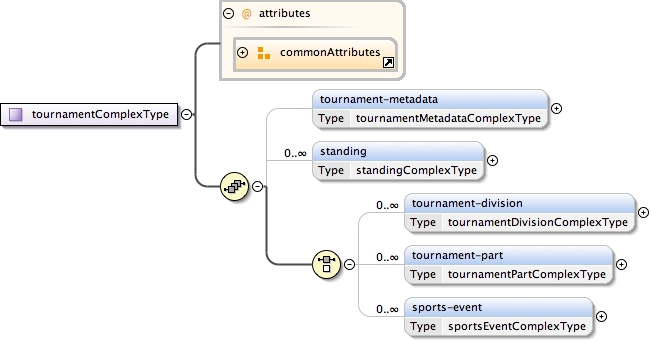 @ attributes
commonAttributes
tournamentComplexType
tournament-metadata
Type tournamentMetadataComplexType
0..∞ standing
Type standingComplexType
0..∞ tournament-division
Type tournamentDivisionComplexType
0..∞ tournament-part
Type tournamentPartComplexType
0..∞ sports-event
Type sportsEventComplexType